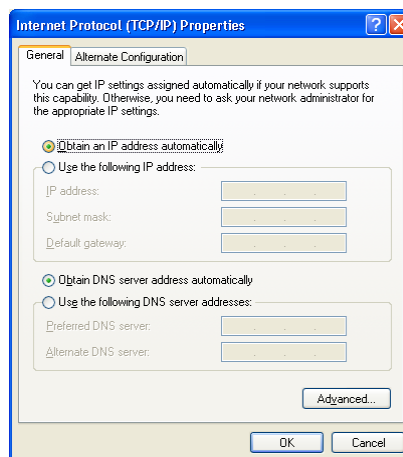 Internet Protocol (TCP/IP) Properties
General
Alternate Configuration
You can get IP settings assigned automatically if your network supports
this capability. Otherwise, you need to ask your network administrator for
the appropriate IP settings.
Obtain an IP address automatically
Use the following IP address:
IP address:
Subnet mask:
Default gateway:
Obtain DNS server address automatically
Use the following DNS server addresses:
Preferred DNS server:
Alternate DNS server:
Advanced...
OK
Cancel